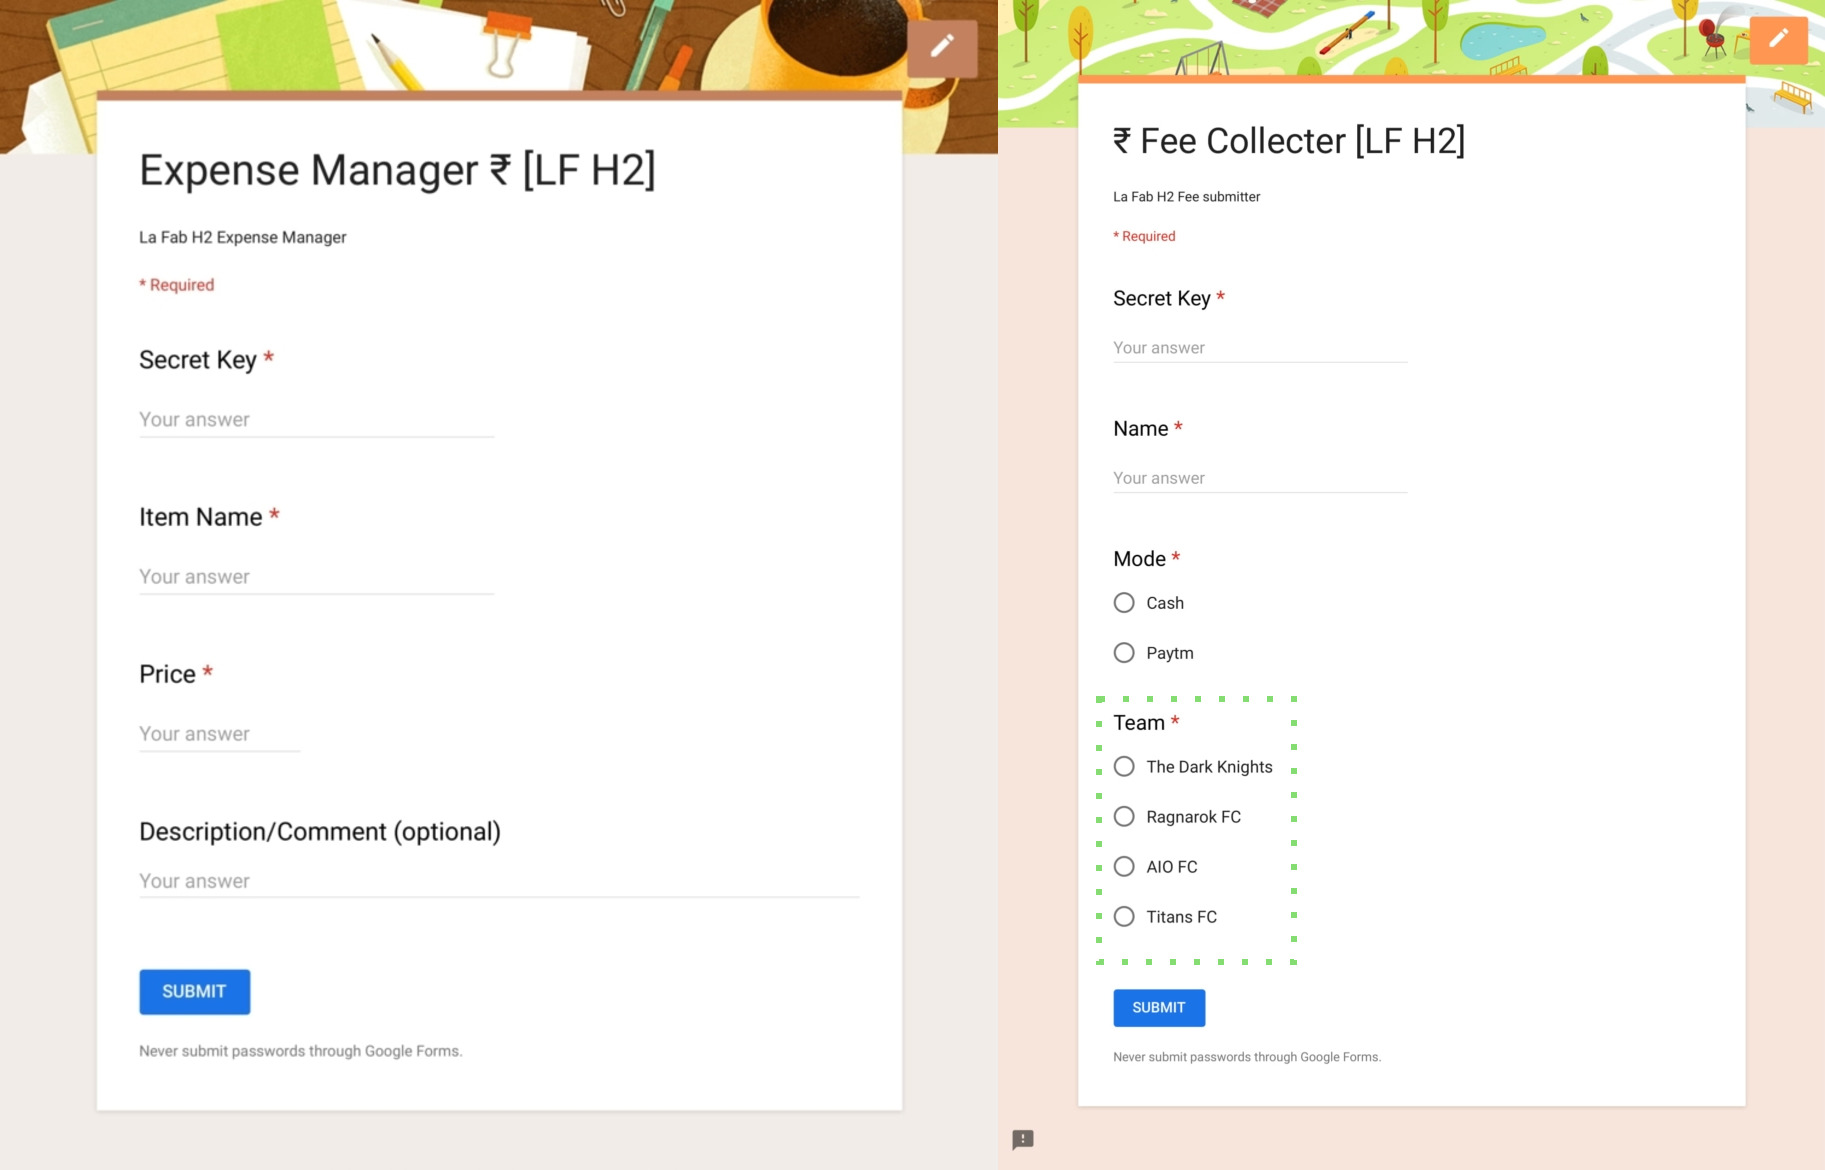 Expense Manager ₹ [LF H2]
La Fab H2 Expense Manager
* Required
Secret Key *
Your answer
Item Name *
Your answer
Price *
Your answer
Description/Comment (optional)
Your answer
SUBMIT
Never submit passwords through Google Forms.
₹ Fee Collecter [LF H2]
La Fab H2 Fee submitter
* Required
Secret Key *
Your answer
Name *
Your answer
Mode *
Cash
Paytm
Team *
The Dark Knights
Ragnarok FC
AIO FC
Titans FC
SUBMIT
Never submit passwords through Google Forms.